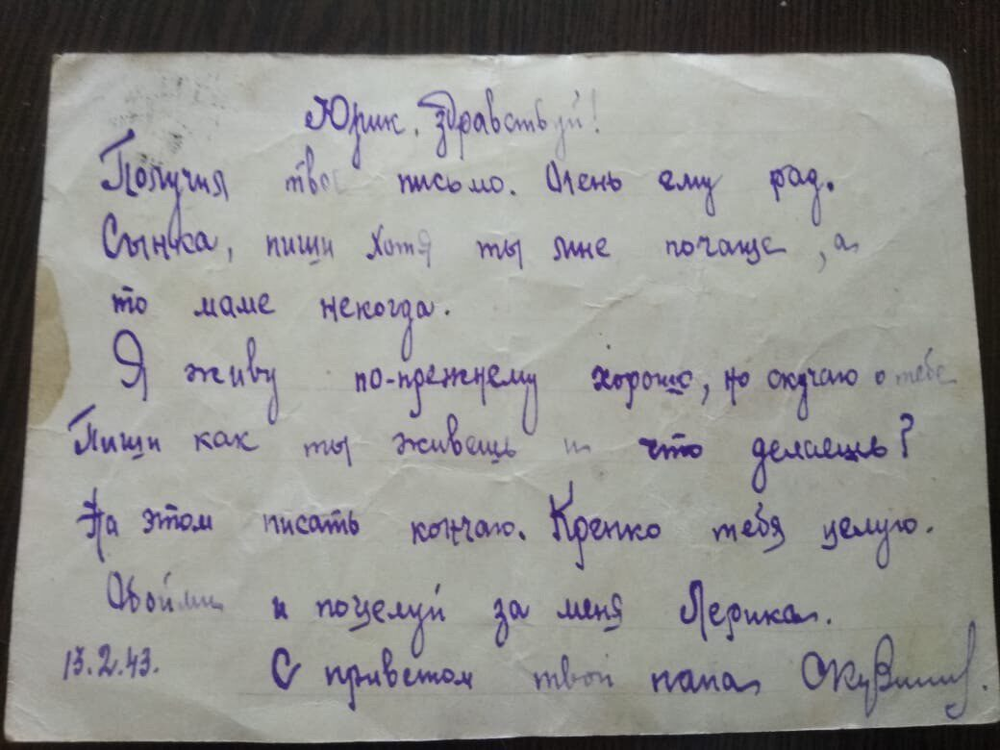 Юрик, здравствуй!
Получил твое письмо. Очень ему рад.
Сынка, пиши хотя ты мне почаще, а
то маме некогда.
Я живу по-прежнему хорошо, но скучаю о тебе
Пиши как ты живешь и что делаешь?
На этом писать кончаю. Крепко тебя целую.
Обойми и поцелуй за меня Лерика.
13.2.43. С приветом твой папа